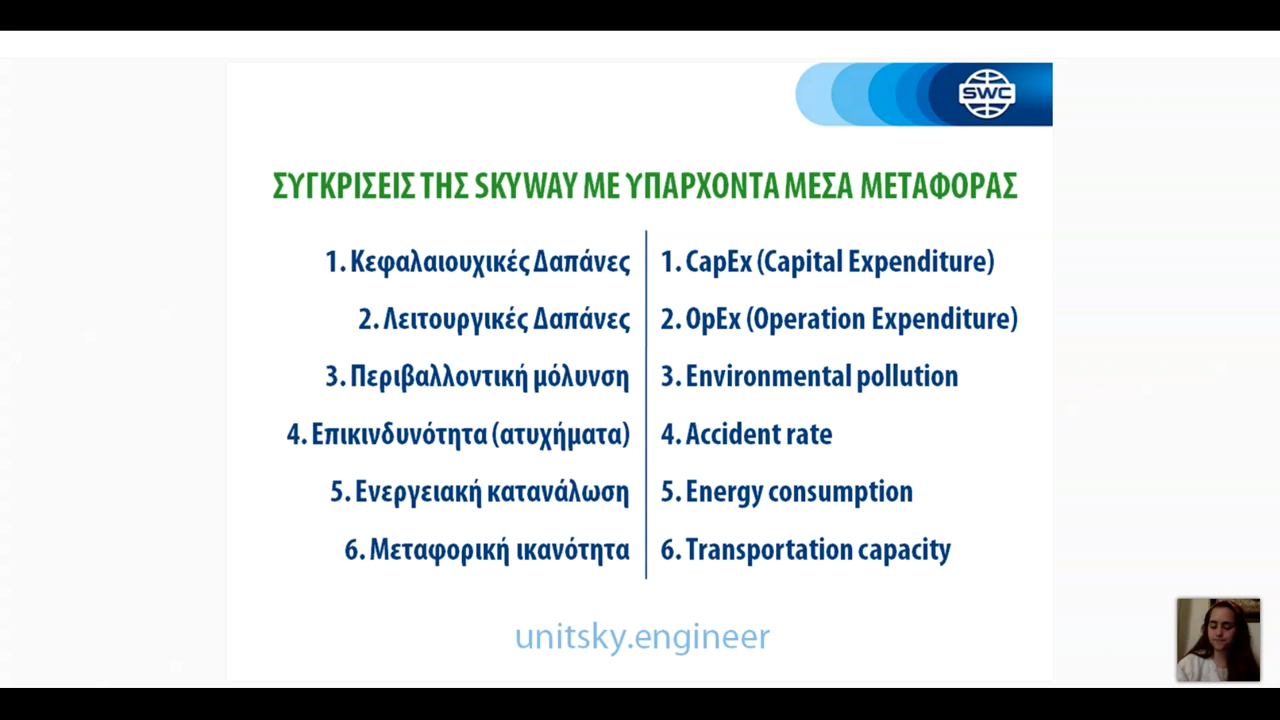 SWC
ΣΥΓΚΡΙΣΕΙΣ ΤΗΣ SKYWAY ΜΕ ΥΠΑΡΧΟΝΤΑ ΜΕΣΑ ΜΕΤΑΦΟΡΑΣ
1. Κεφαλαιουχικές Δαπάνες
2. Λειτουργικές Δαπάνες
3. Περιβαλλοντική μόλυνση
4. Επικινδυνότητα (ατυχήματα)
5. Ενεργειακή κατανάλωση
6. Μεταφορική ικανότητα
1. CapEx (Capital Expenditure)
2. OpEx (Operation Expenditure)
3. Environmental pollution
4. Accident rate
5. Energy consumption
6. Transportation capacity
unitsky.engineer